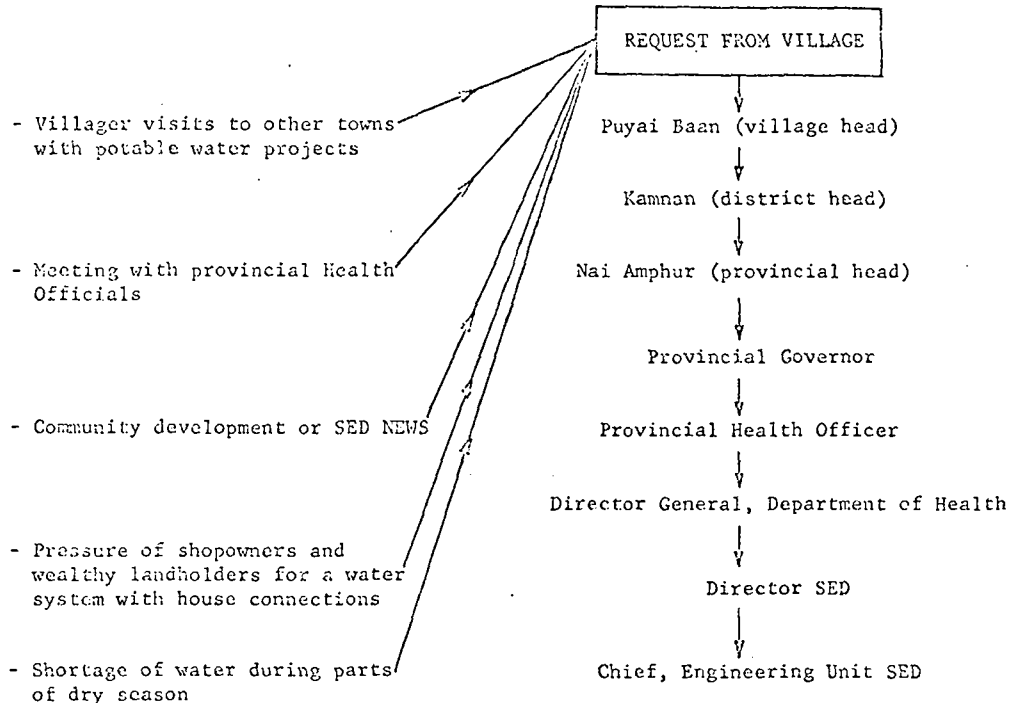 REQUEST FROM VILLAGE
- Villager visits to other towns
with potable water projects
- Meeting with provincial Health
Officials
- Community development or SED NEWS
- Pressure of shopowners and
wealthy landholders for a water
system with house connections
- Shortage of water during parts
of dry season
Puyai Baan (village head)
Kamnan (district head)
Nai Amphur (provincial head)
Provincial Governor
Provincial Health Officer
Director General, Department of Health
Director SED
Chief, Engineering Unit SED